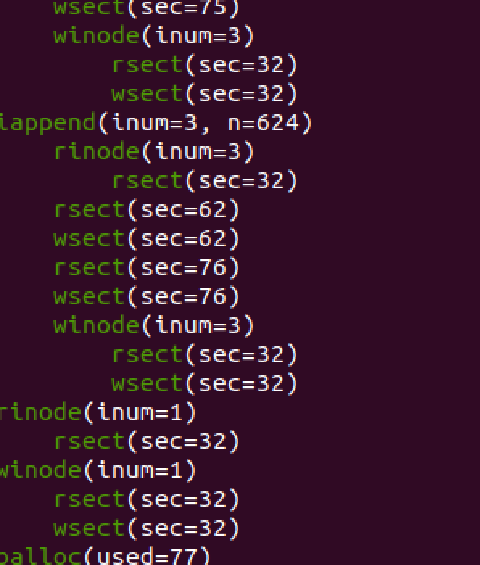 wsect(sec=75)
winode(inum=3)
rsect(sec=32)
wsect(sec=32)
iappend(inum=3, n=624)
rinode(inum=3)
rsect(sec=32)
rsect(sec=62)
wsect(sec=62)
rsect(sec=76)
wsect(sec=76)
winode(inum=3)
rsect(sec=32)
wsect(sec=32)
rinode(inum=1)
rsect(sec=32)
winode(inum=1)
rsect(sec=32)
wsect(sec=32)
balloc(used=77)